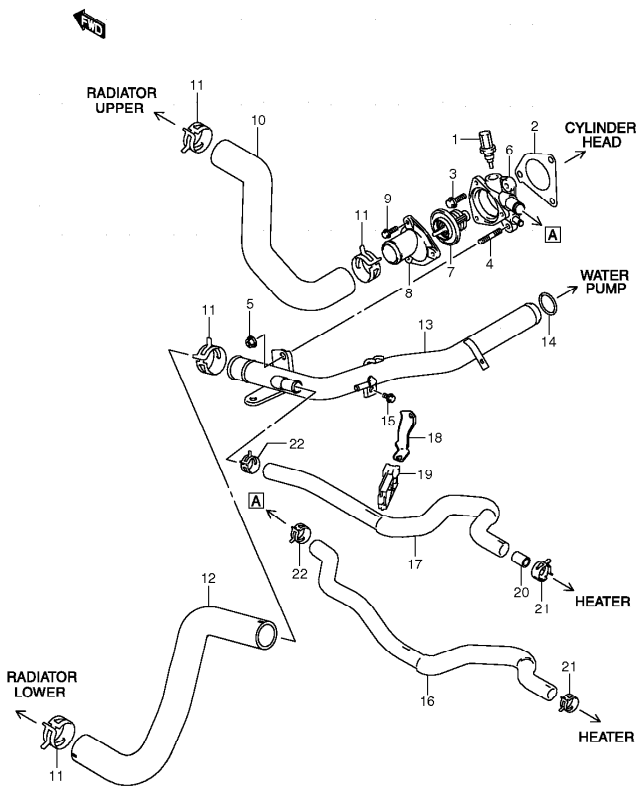 FWD
11
RADIATOR
UPPER
10
1
2
CYLINDER
HEAD
6
3
9
11
A
8
7
4
WATER
PUMP
5
11
13
14
15
18
22
19
A
22
17
20
21
HEATER
12
RADIATOR
LOWER
21
16
HEATER
11